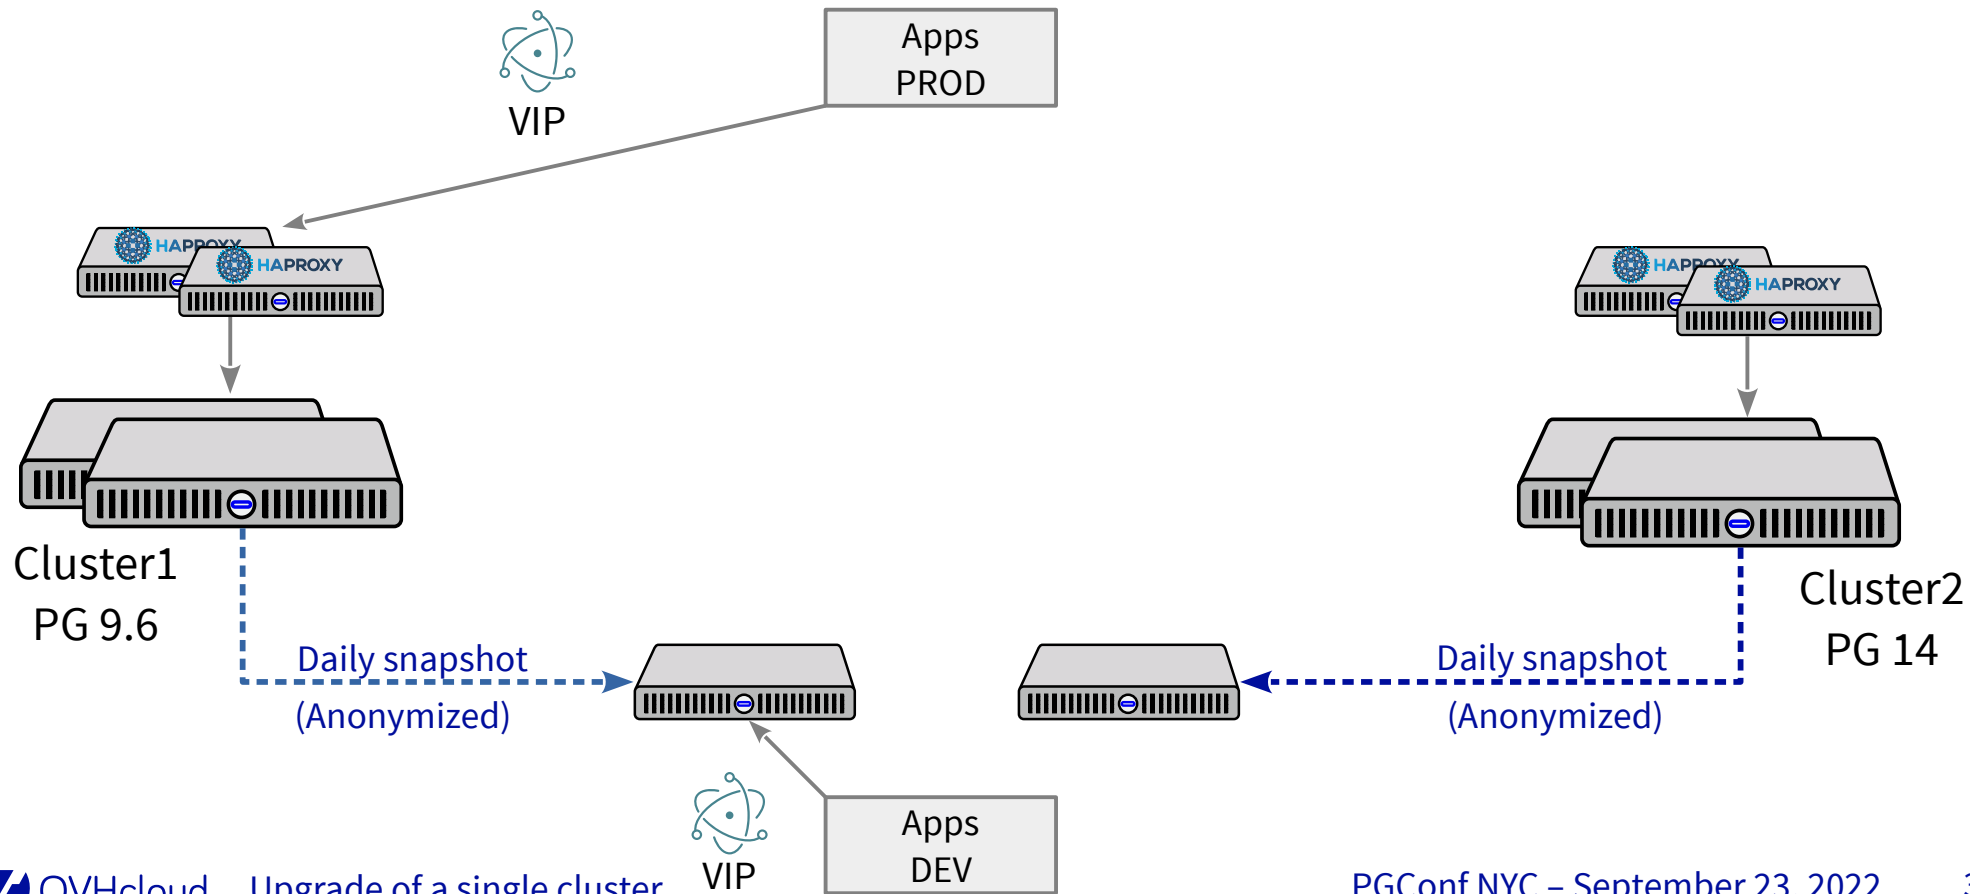 Apps
PROD
VIP
HAPROXY
HAPROXY
HAPROXY
HAPROXY
Cluster1
PG 9.6
Cluster2
PG 14
Daily snapshot
(Anonymized)
Daily snapshot
(Anonymized)
VIP
Apps
DEV
OVHcloud Upgrade of a single cluster
PGConf NYC – September 23, 2022